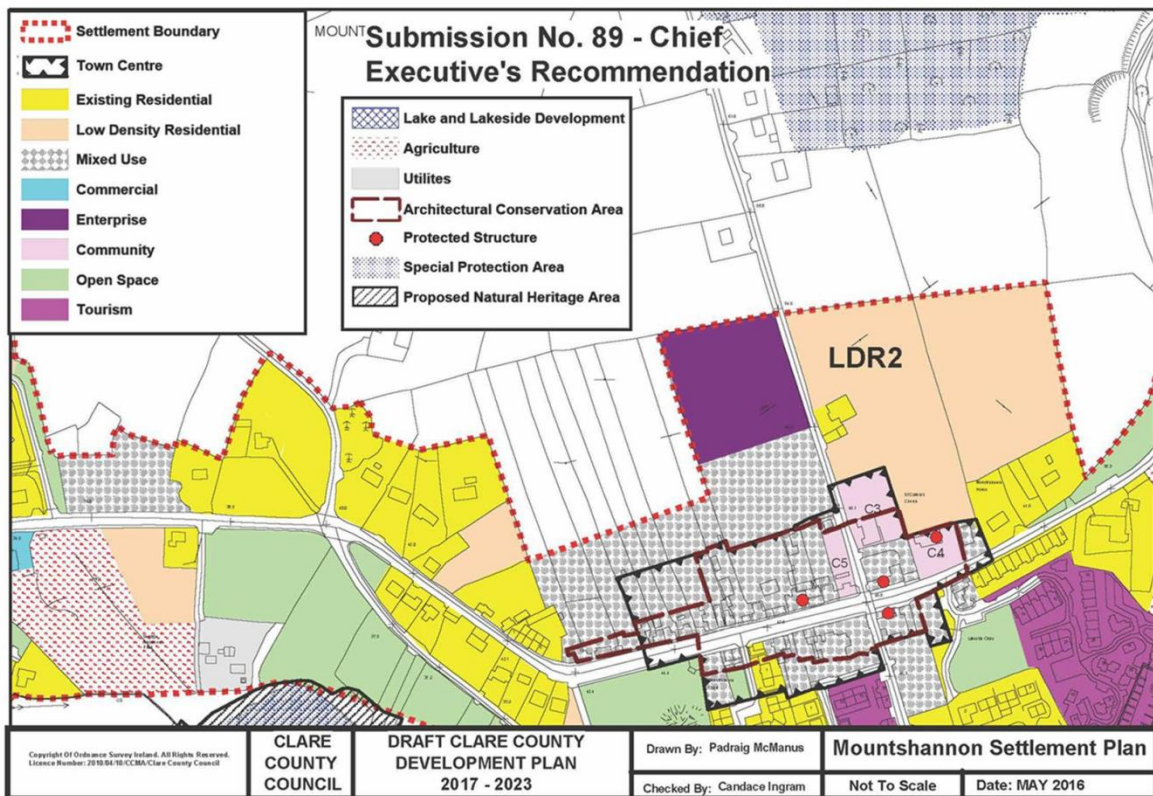 Settlement Boundary
Town Centre
Existing Residential
Low Density Residential
Mixed Use
Commercial
Enterprise
Community
Open Space
Tourism
MOUNT
Submission No. 89 - Chief
Executive's Recommendation
Lake and Lakeside Development
Agriculture
Utilites
Architectural Conservation Area
Protected Structure
Special Protection Area
Proposed Natural Heritage Area
LDR2
C3
C4
C5
Copyright Of Ordnance Survey Ireland. All Rights Reserved.
Licence Number: 2010/04/10/CCMA/Clare County Council
CLARE
COUNTY
COUNCIL
DRAFT CLARE COUNTY
DEVELOPMENT PLAN
2017 - 2023
Drawn By: Padraig McManus
Checked By: Candace Ingram
Mountshannon Settlement Plan
Not To Scale
Date: MAY 2016